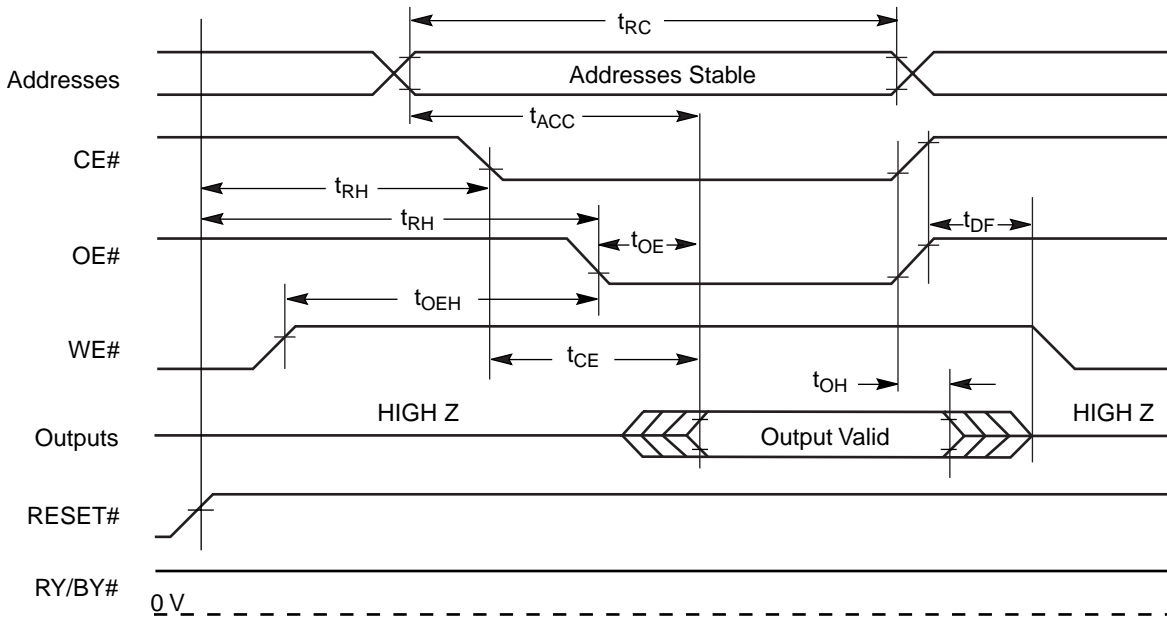 tRC
Addresses
Addresses Stable
tACC
CE#
tRH
tRH
OE#
tOE
tDF
tOEH
WE#
tCE
tOH
HIGH Z
HIGH Z
Outputs
Output Valid
RESET#
RY/BY#
0 V